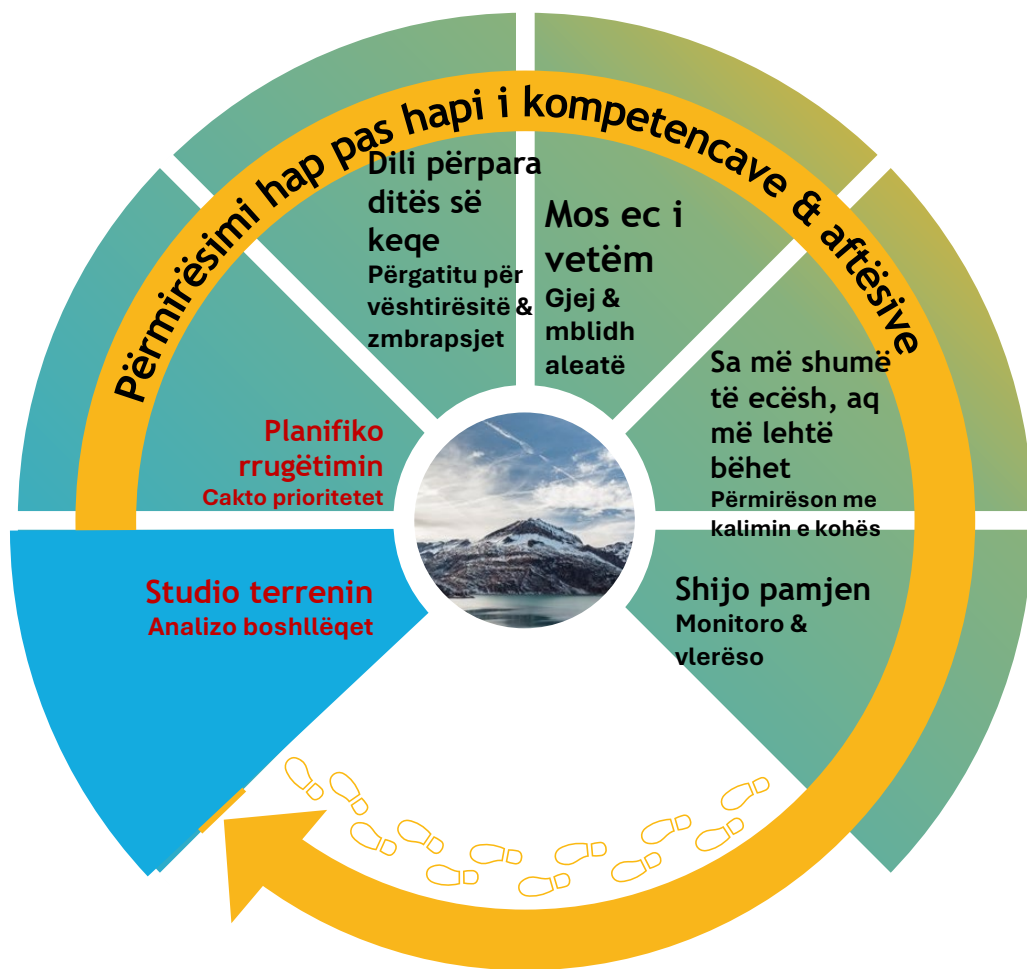 Përmirësimi hap pas hapi i kompetencave & aftësive
Studio terrenin
Analizo boshllëqet
Planifiko
rrugëtimin
Cakto prioritetet
Dili përpara
ditës së
keqe
Përgatitu për
vështirësitë &
zmbrapsjet
Mos ec i
vetëm
Gjej &
mblidh
aleatë
Sa më shumë
të ecësh, aq
më lehtë
bëhet
Përmirëson me
kalimin e kohës
Shijo pamjen
Monitoro &
vlerëso